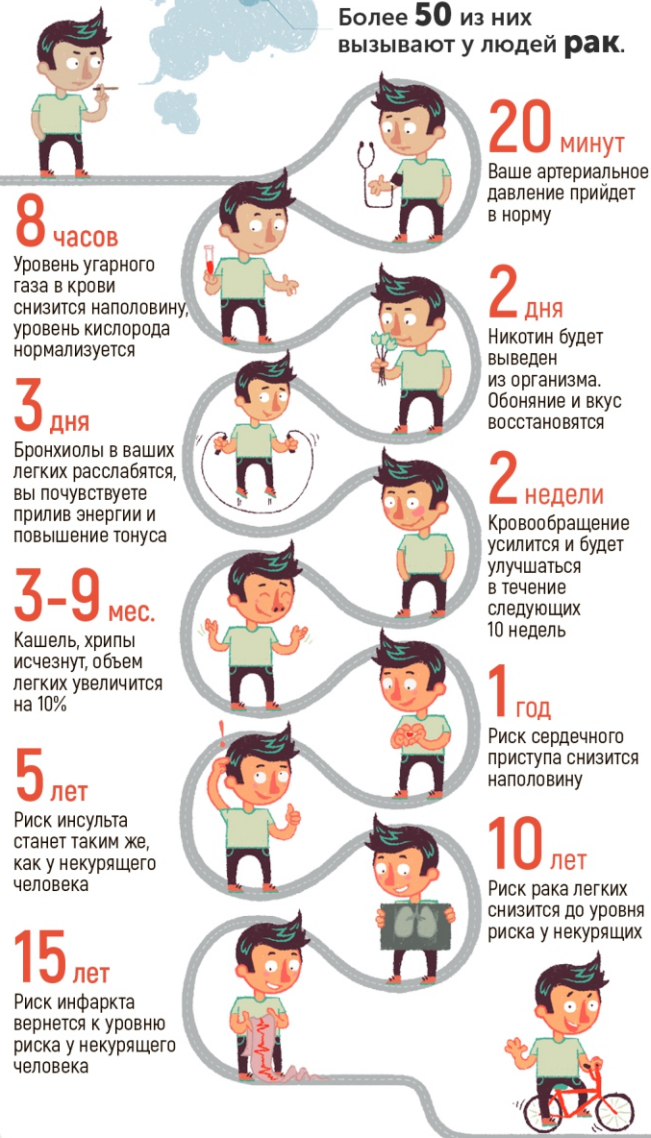 Более 50 из них
вызывают у людей рак.
20 минут
Ваше артериальное
давление прийдет
в норму
8 часов
Уровень угарного
газа в крови
снизится наполовину,
уровень кислорода
нормализуется
2 дня
Никотин будет
выведен
из организма.
Обоняние и вкус
восстановятся
3 дня
Бронхиолы в ваших
легких расслабятся,
вы почувствуете
прилив энергии и
повышение тонуса
2 недели
Кровообращение
усилится и будет
улучшаться
в течение
следующих
10 недель
3-9 мес.
Кашель, хрипы
исчезнут, объем
легких увеличится
на 10%
1 год
Риск сердечного
приступа снизится
наполовину
5 лет
Риск инсульта
станет таким же,
как у некурящего
человека
10 лет
Риск рака легких
снизится до уровня
риска у некурящих
15 лет
Риск инфаркта
вернется к уровню
риска у некурящего
человека